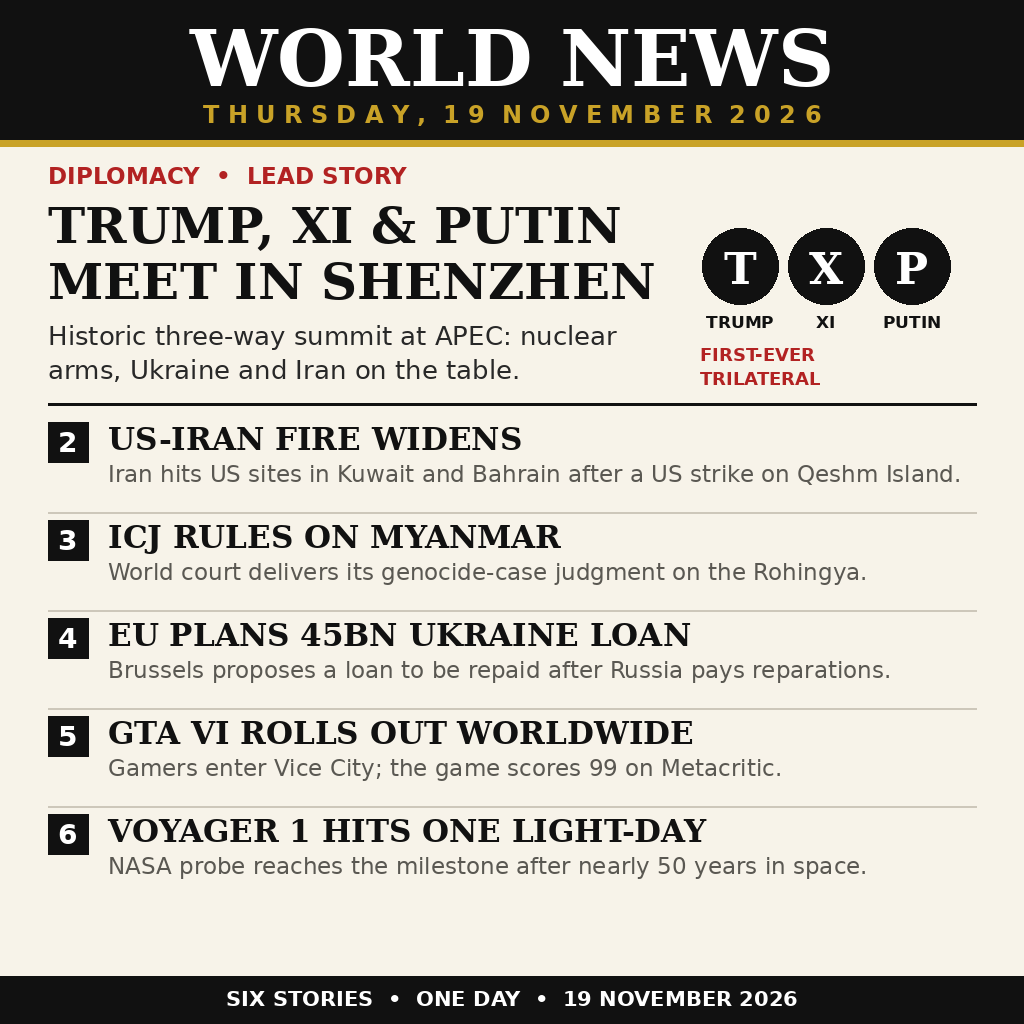 WORLD NEWS
THURSDAY, 19 NOVEMBER 2026
DIPLOMACY • LEAD STORY
TRUMP, XI & PUTIN
MEET IN SHENZHEN
Historic three-way summit at APEC: nuclear
arms, Ukraine and Iran on the table.
T X P
TRUMP XI PUTIN
FIRST-EVER
TRILATERAL
2 US-IRAN FIRE WIDENS
Iran hits US sites in Kuwait and Bahrain after a US strike on Qeshm Island.
3 ICJ RULES ON MYANMAR
World court delivers its genocide-case judgment on the Rohingya.
4 EU PLANS 45BN UKRAINE LOAN
Brussels proposes a loan to be repaid after Russia pays reparations.
5 GTA VI ROLLS OUT WORLDWIDE
Gamers enter Vice City; the game scores 99 on Metacritic.
6 VOYAGER 1 HITS ONE LIGHT-DAY
NASA probe reaches the milestone after nearly 50 years in space.
SIX STORIES • ONE DAY • 19 NOVEMBER 2026